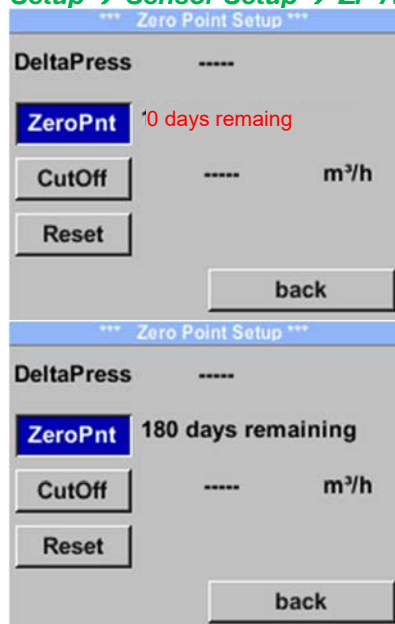 Setup → Sensor Setup → ZP
*** Zero Point Setup ***
DeltaPress -----
ZeroPnt 0 days remaing
CutOff ----- m³/h
Reset
back
*** Zero Point Setup ***
DeltaPress -----
ZeroPnt 180 days remaining
CutOff ----- m³/h
Reset
back